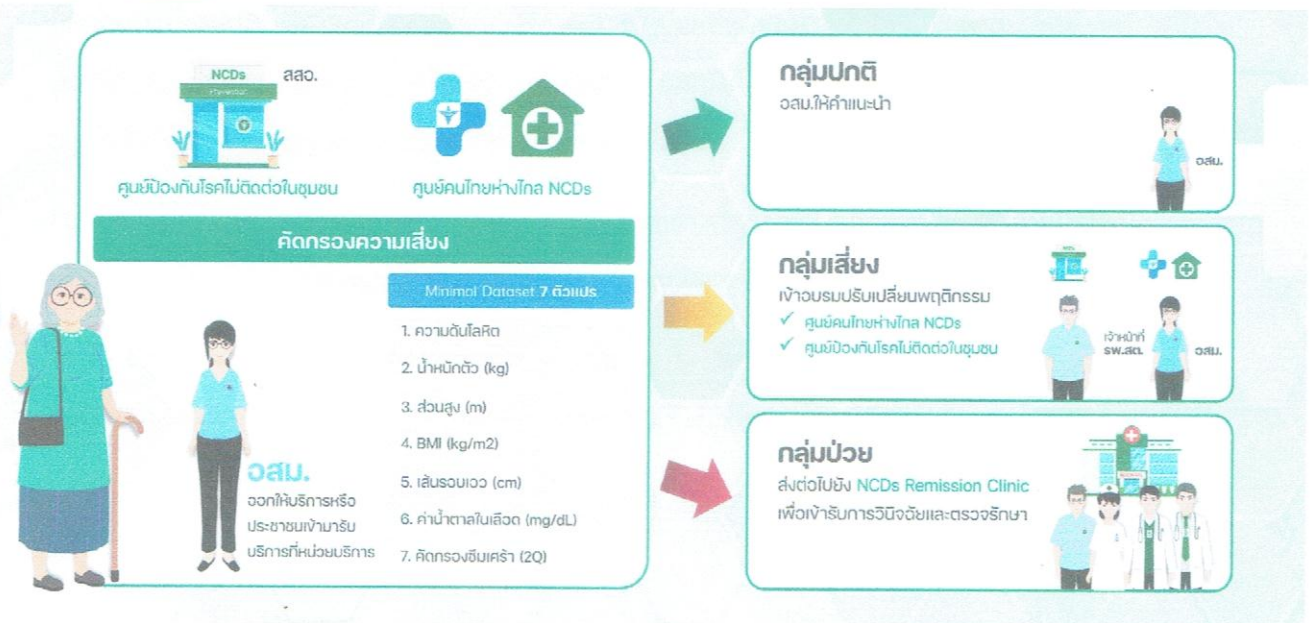 NCDs
สสอ.
Prevention
ศูนย์ป้องกันโรคไม่ติดต่อในชุมชน
ศูนย์คนไทยห่างไกล NCDs
คัดกรองความเสี่ยง
Minimal Dataset 7 ตัวแปร
1. ความดันโลหิต
2. น้ำหนักตัว (kg)
3. ส่วนสูง (m)
4. BMI (kg/m2)
5. เส้นรอบเอว (cm)
6. ค่าน้ำตาลในเลือด (mg/dL)
7. คัดกรองซึมเศร้า (2Q)
อสม.
ออกให้บริการหรือ
ประชาชนเข้ามารับ
บริการที่หน่วยบริการ
กลุ่มปกติ
อสม.ให้คำแนะนำ
อสม.
กลุ่มเสี่ยง
เข้าอบรมปรับเปลี่ยนพฤติกรรม
✓ ศูนย์คนไทยห่างไกล NCDs
✓ ศูนย์ป้องกันโรคไม่ติดต่อในชุมชน
NCDs
เจ้าหน้าที่
รพ.สต.
อสม.
กลุ่มป่วย
ส่งต่อไปยัง NCDs Remission Clinic
เพื่อเข้ารับการวินิจฉัยและตรวจรักษา